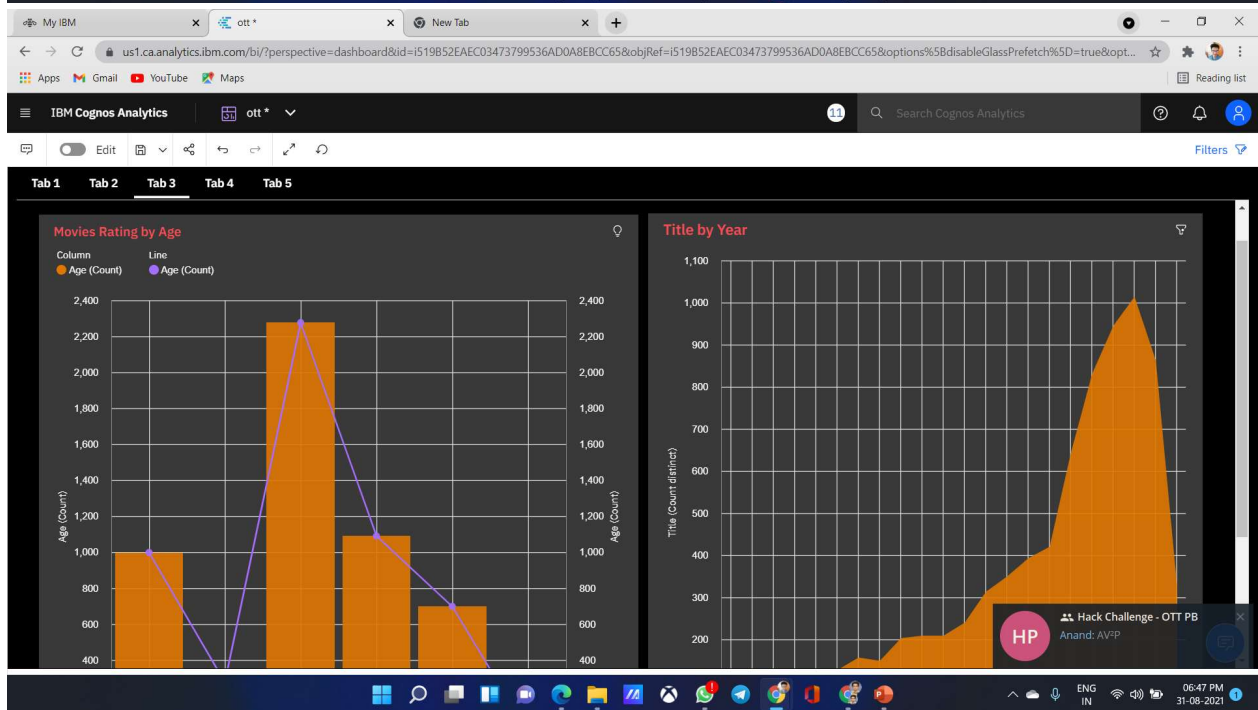 My IBM
ott *
New Tab
us1.ca.analytics.ibm.com/bi/?perspective=dashboard&id=i519B52EAEC03473799536AD0A8EBCC65&objRef=i519B52EAEC03473799536AD0A8EBCC65&options%5BdisableGlassPrefetch%5D=true&opt...
Apps Gmail YouTube Maps Reading list
IBM Cognos Analytics ott * 11 Search Cognos Analytics
Edit Filters
Tab 1 Tab 2 Tab 3 Tab 4 Tab 5
Movies Rating by Age
Column Line
Age (Count) Age (Count)
2,400 2,400
2,200 2,200
2,000 2,000
1,800 1,800
1,600 1,600
1,400 1,400
1,200 1,200
1,000 1,000
800 800
600 600
400 400
Age (Count)
Age (Count)
Title by Year
1,100
1,000
900
800
700
600
500
400
300
200
Title (Count distinct)
HP
Hack Challenge - OTT PB
Anand: AV²P
ENG
IN
06:47 PM
31-08-2021
1